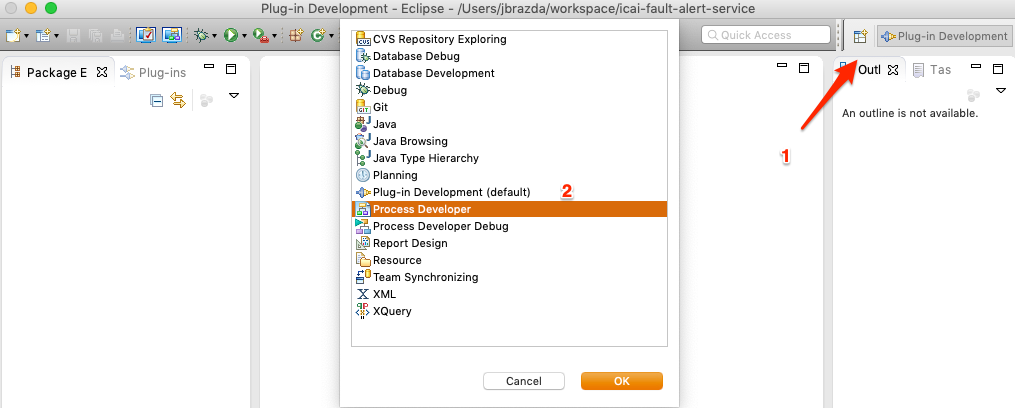 Plug-in Development - Eclipse - /Users/jbrazda/workspace/icai-fault-alert-service
Quick Access
Plug-in Development
Package E
Plug-ins
Outl
Tas
An outline is not available.
1
CVS Repository Exploring
Database Debug
Database Development
Debug
Git
Java
Java Browsing
Java Type Hierarchy
Planning
Plug-in Development (default)
2
Process Developer
Process Developer Debug
Report Design
Resource
Team Synchronizing
XML
XQuery
Cancel
OK